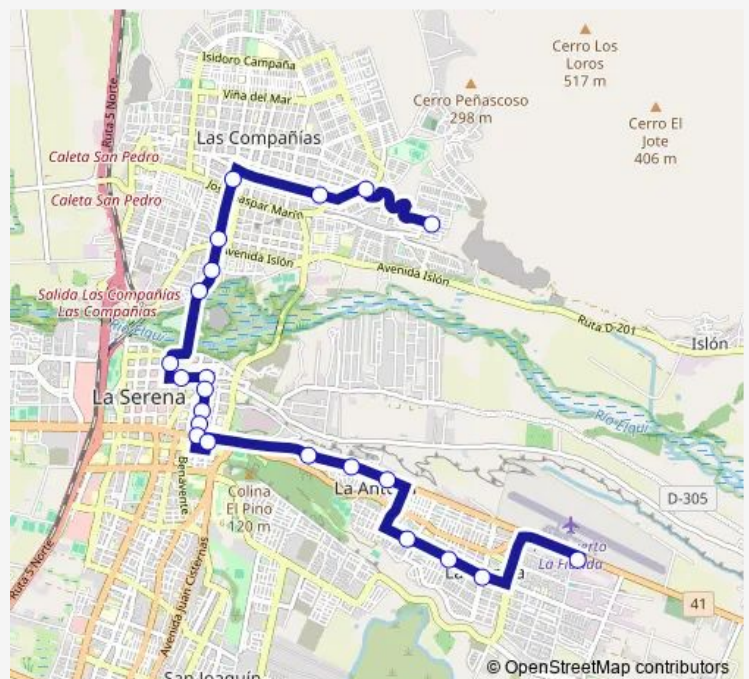 Cerro Los
Loros
517 m
Isidoro Campaña
Ruta 5 Norte
Viña del Mar
Cerro Peñascoso
298 m
Cerro El
Jote
406 m
Las Compañías
Caleta San Pedro
Caleta San Pedro
Avenida Islón
Avenida Islón
Salida Las Compañías
Las Compañías
Río Elqui
Ruta D-201
Islón
La Serena
Río Elqui
Benavente
Colina
El Pino
120 m
D-305
La
41
Ruta 5 Norte
Avenida Juan Cisternas
San Joaquín
© OpenStreetMap contributors